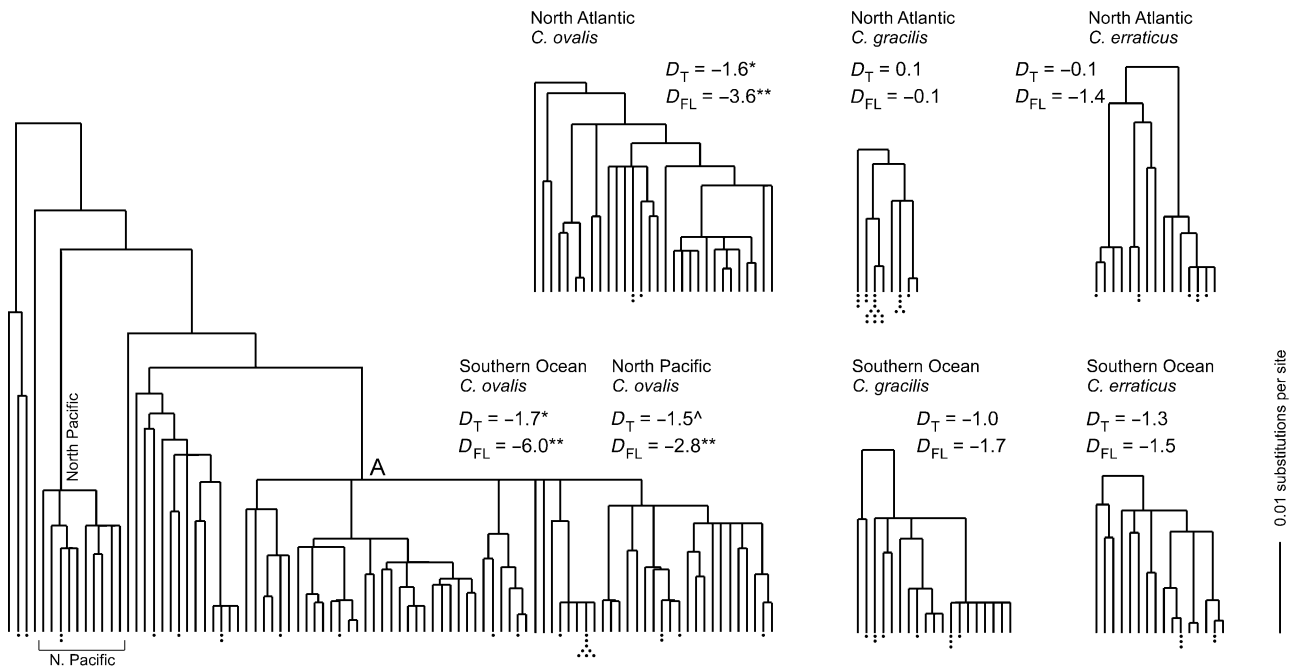 North Atlantic
C. ovalis
D_T = −1.6*
D_FL = −3.6**
North Atlantic
C. gracilis
D_T = 0.1
D_FL = −0.1
North Atlantic
C. erraticus
D_T = −0.1
D_FL = −1.4
North Pacific
N. Pacific
A
Southern Ocean
C. ovalis
D_T = −1.7*
D_FL = −6.0**
North Pacific
C. ovalis
D_T = −1.5^
D_FL = −2.8**
Southern Ocean
C. gracilis
D_T = −1.0
D_FL = −1.7
Southern Ocean
C. erraticus
D_T = −1.3
D_FL = −1.5
0.01 substitutions per site